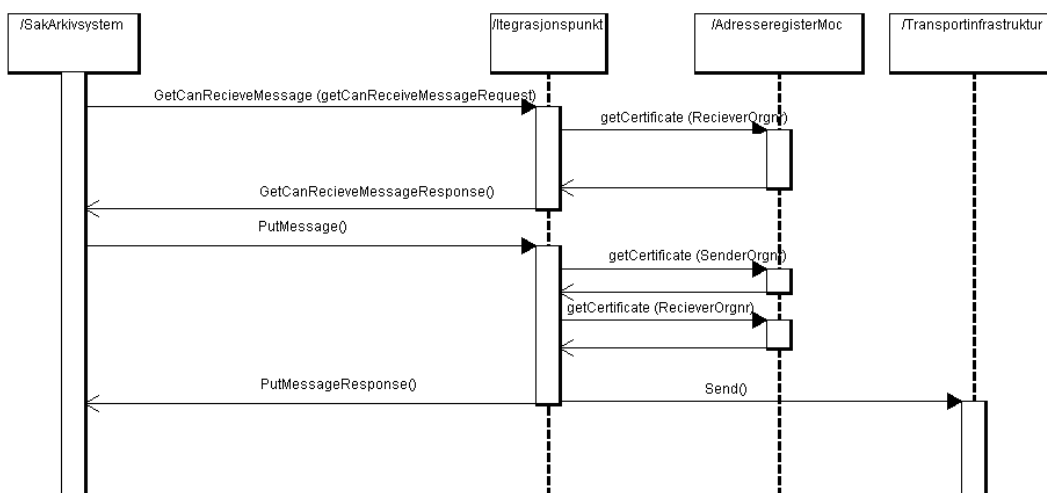 /SakArkivsystem
/Itegrasjonspunkt
/AdresseregisterMoc
/Transportinfrastruktur
GetCanRecieveMessage (getCanReceiveMessageRequest)
getCertificate (RecieverOrgnr)
GetCanRecieveMessageResponse()
PutMessage()
getCertificate (SenderOrgnr)
getCertificate (RecieverOrgnr)
PutMessageResponse()
Send()